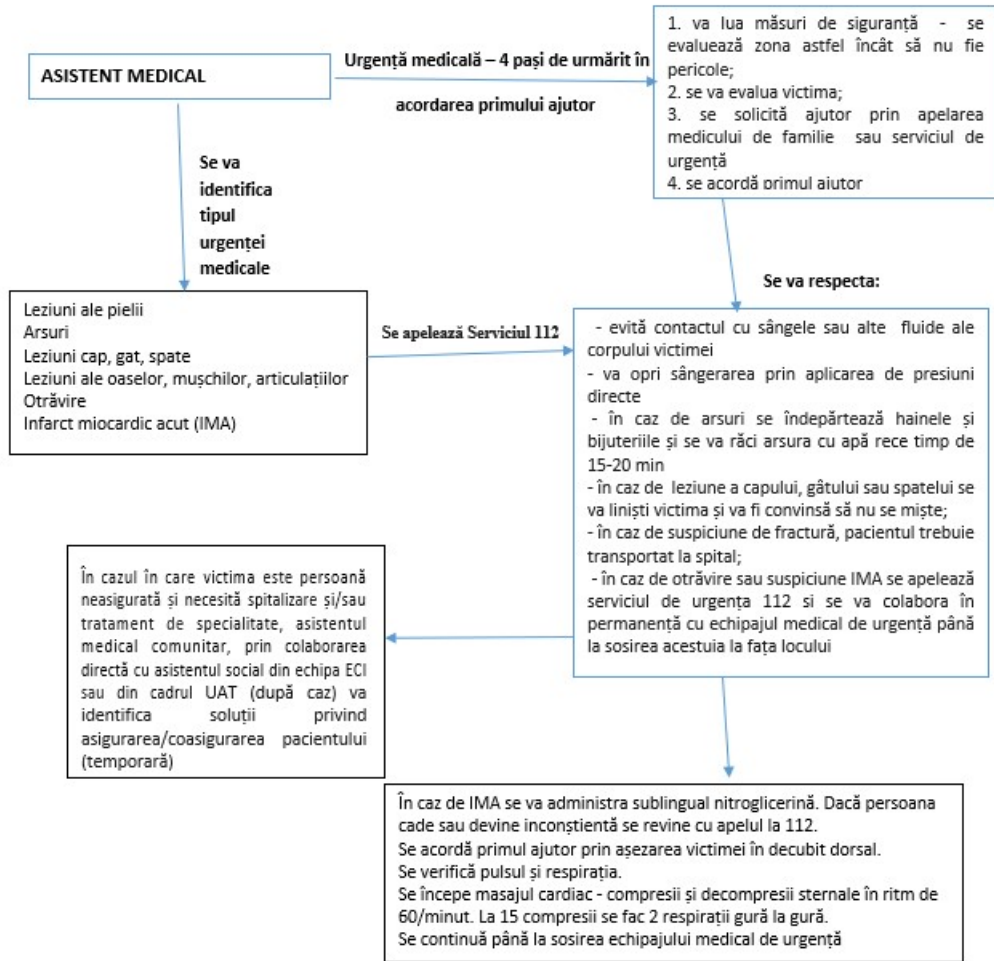 ASISTENT MEDICAL
Urgență medicală – 4 pași de urmărit în
acordarea primului ajutor
1. va lua măsuri de siguranță - se
evaluează zona astfel încât să nu fie
pericole;
2. se va evalua victima;
3. se solicită ajutor prin apelarea
medicului de familie sau serviciul de
urgență
4. se acordă primul ajutor
Se va
identifica
tipul
urgenței
medicale
Se va respecta:
Leziuni ale pielii
Arsuri
Leziuni cap, gat, spate
Leziuni ale oaselor, mușchilor, articulațiilor
Otrăvire
Infarct miocardic acut (IMA)
Se apelează Serviciul 112
- evită contactul cu sângele sau alte fluide ale
corpului victimei
- va opri sângerarea prin aplicarea de presiuni
directe
- în caz de arsuri se îndepărtează hainele și
bijuteriile și se va răci arsura cu apă rece timp de
15-20 min
- în caz de leziune a capului, gâtului sau spatelui se
va liniști victima și va fi convinsă să nu se miște;
- în caz de suspiciune de fractură, pacientul trebuie
transportat la spital;
- în caz de otrăvire sau suspiciune IMA se apelează
serviciul de urgența 112 si se va colabora în
permanență cu echipajul medical de urgență până
la sosirea acestuia la fața locului
În cazul în care victima este persoană
neasigurată și necesită spitalizare și/sau
tratament de specialitate, asistentul
medical comunitar, prin colaborarea
directă cu asistentul social din echipa ECI
sau din cadrul UAT (după caz) va
identifica soluții privind
asigurarea/coasigurarea pacientului
(temporară)
În caz de IMA se va administra sublingual nitroglicerină. Dacă persoana
cade sau devine inconștientă se revine cu apelul la 112.
Se acordă primul ajutor prin așezarea victimei în decubit dorsal.
Se verifică pulsul și respirația.
Se începe masajul cardiac - compresii și decompresii sternale în ritm de
60/minut. La 15 compresii se fac 2 respirații gură la gură.
Se continuă până la sosirea echipajului medical de urgență